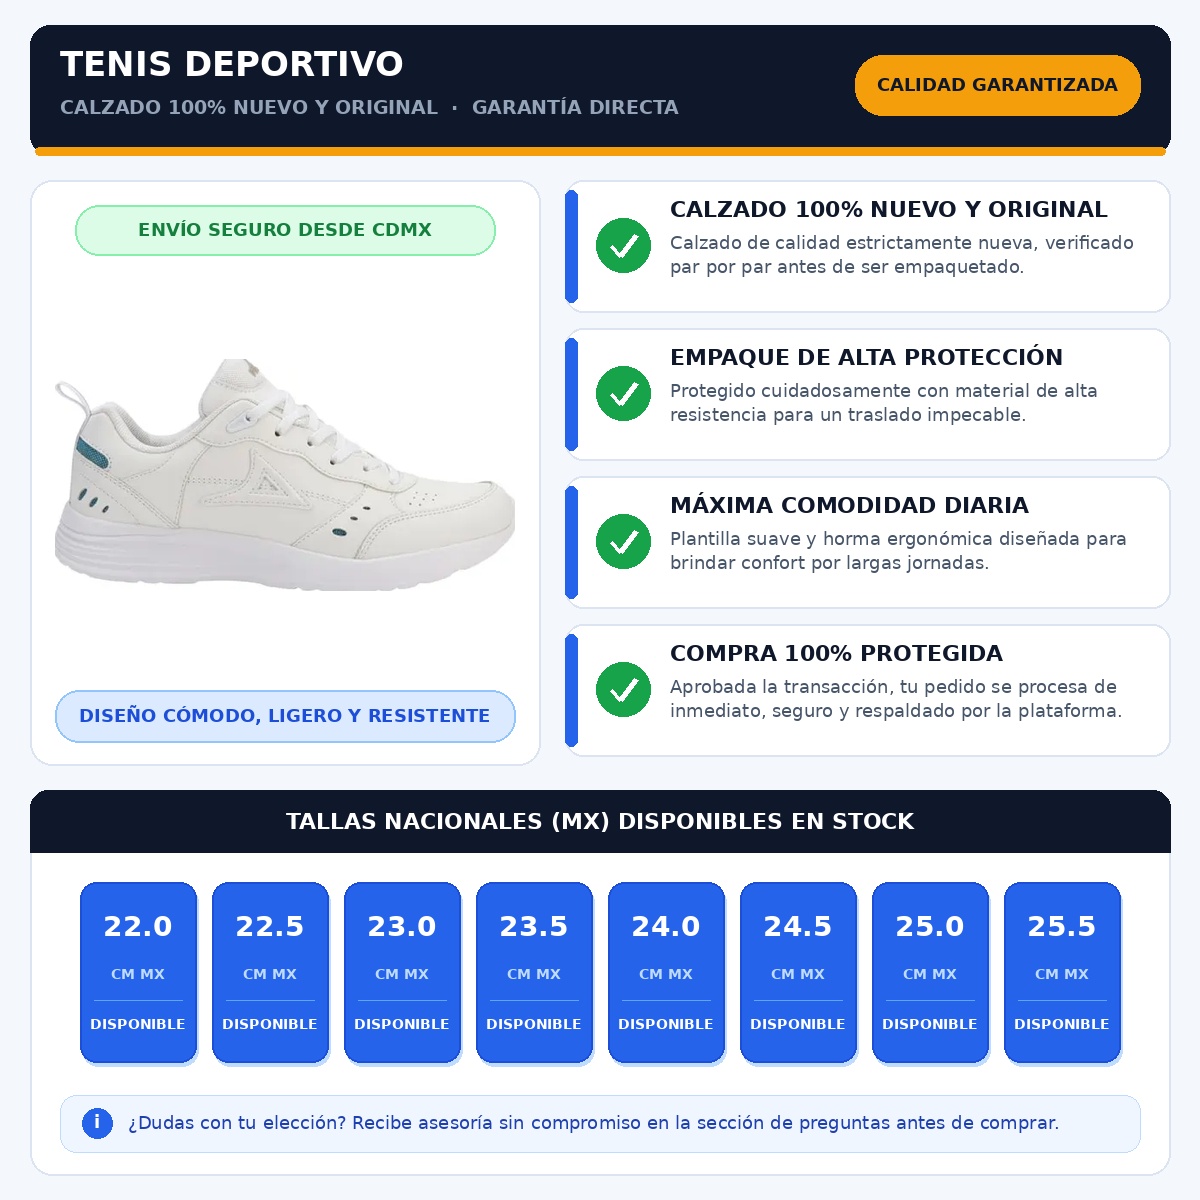 TENIS DEPORTIVO
CALZADO 100% NUEVO Y ORIGINAL · GARANTÍA DIRECTA
CALIDAD GARANTIZADA
ENVÍO SEGURO DESDE CDMX
DISEÑO CÓMODO, LIGERO Y RESISTENTE
CALZADO 100% NUEVO Y ORIGINAL
Calzado de calidad estrictamente nueva, verificado
par por par antes de ser empaquetado.
EMPAQUE DE ALTA PROTECCIÓN
Protegido cuidadosamente con material de alta
resistencia para un traslado impecable.
MÁXIMA COMODIDAD DIARIA
Plantilla suave y horma ergonómica diseñada para
brindar confort por largas jornadas.
COMPRA 100% PROTEGIDA
Aprobada la transacción, tu pedido se procesa de
inmediato, seguro y respaldado por la plataforma.
TALLAS NACIONALES (MX) DISPONIBLES EN STOCK
22.0 22.5 23.0 23.5 24.0 24.5 25.0 25.5
CM MX CM MX CM MX CM MX CM MX CM MX CM MX CM MX
DISPONIBLE DISPONIBLE DISPONIBLE DISPONIBLE DISPONIBLE DISPONIBLE DISPONIBLE DISPONIBLE
i ¿Dudas con tu elección? Recibe asesoría sin compromiso en la sección de preguntas antes de comprar.